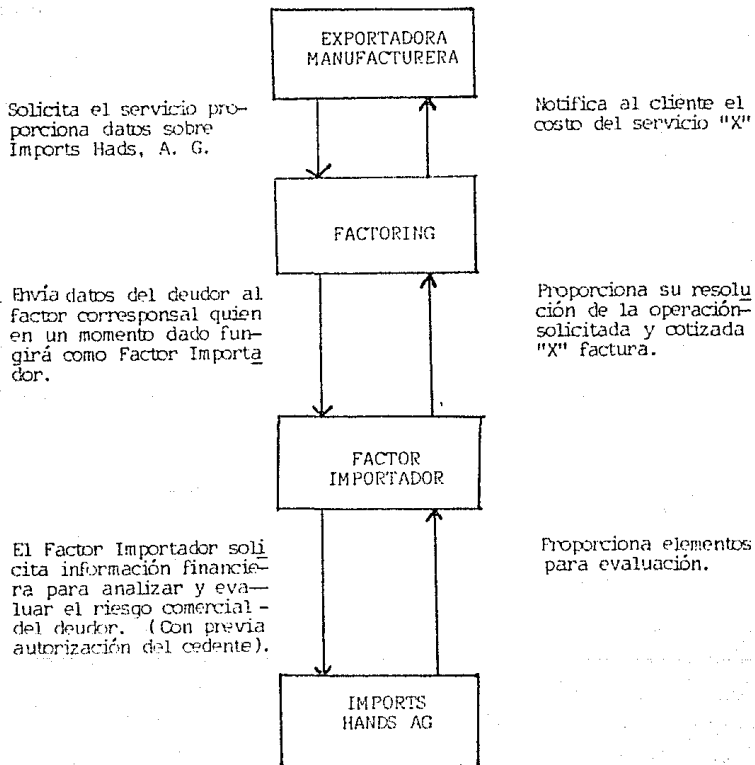 EXPORTADORA
MANUFACTURERA
Solicita el servicio pro-
porciona datos sobre
Imports Hads, A. G.
Notifica al cliente el
costo del servicio "X"
FACTORING
Envía datos del deudor al
factor corresponsal quien
en un momento dado fun-
girá como Factor Importa
dor.
Proporciona su resolu
ción de la operación-
solicitada y cotizada
"X" factura.
FACTOR
IMPORTADOR
El Factor Importador soli
cita información financie-
ra para analizar y eva-
luar el riesgo comercial -
del deudor. (Con previa
autorización del cedente).
Proporciona elementos
para evaluación.
IMPORTS
HANDS AG